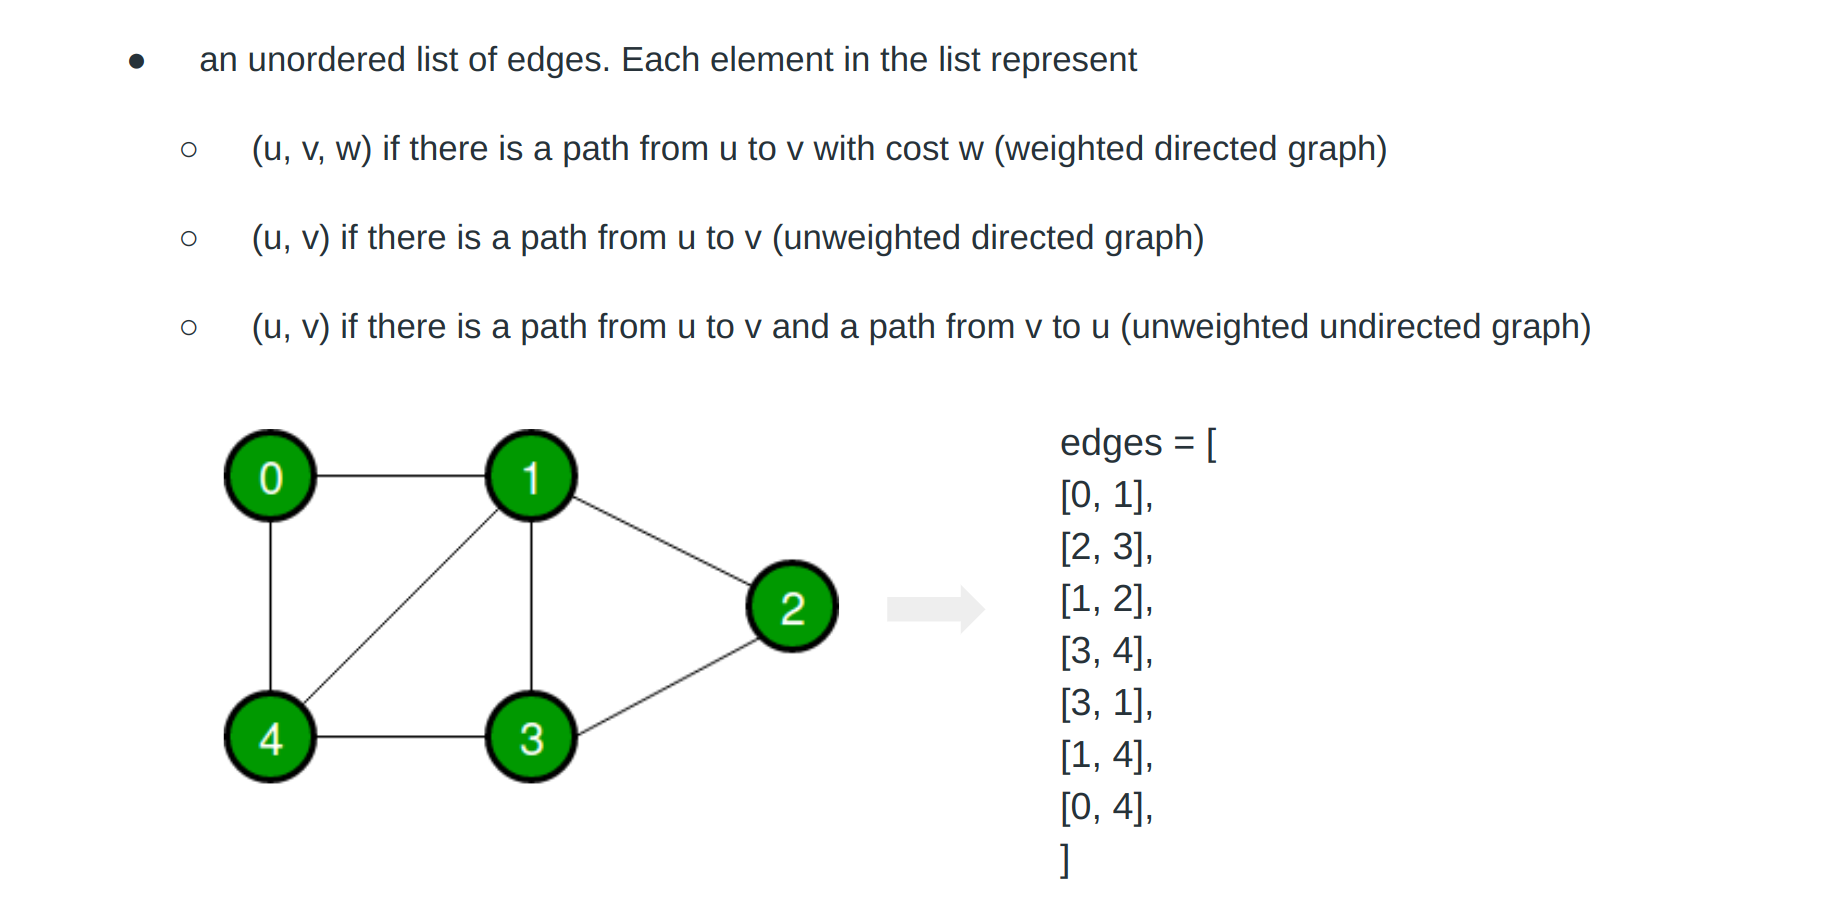 ● an unordered list of edges. Each element in the list represent
○ (u, v, w) if there is a path from u to v with cost w (weighted directed graph)
○ (u, v) if there is a path from u to v (unweighted directed graph)
○ (u, v) if there is a path from u to v and a path from v to u (unweighted undirected graph)
0
1
2
4
3
edges = [
[0, 1],
[2, 3],
[1, 2],
[3, 4],
[3, 1],
[1, 4],
[0, 4],
]